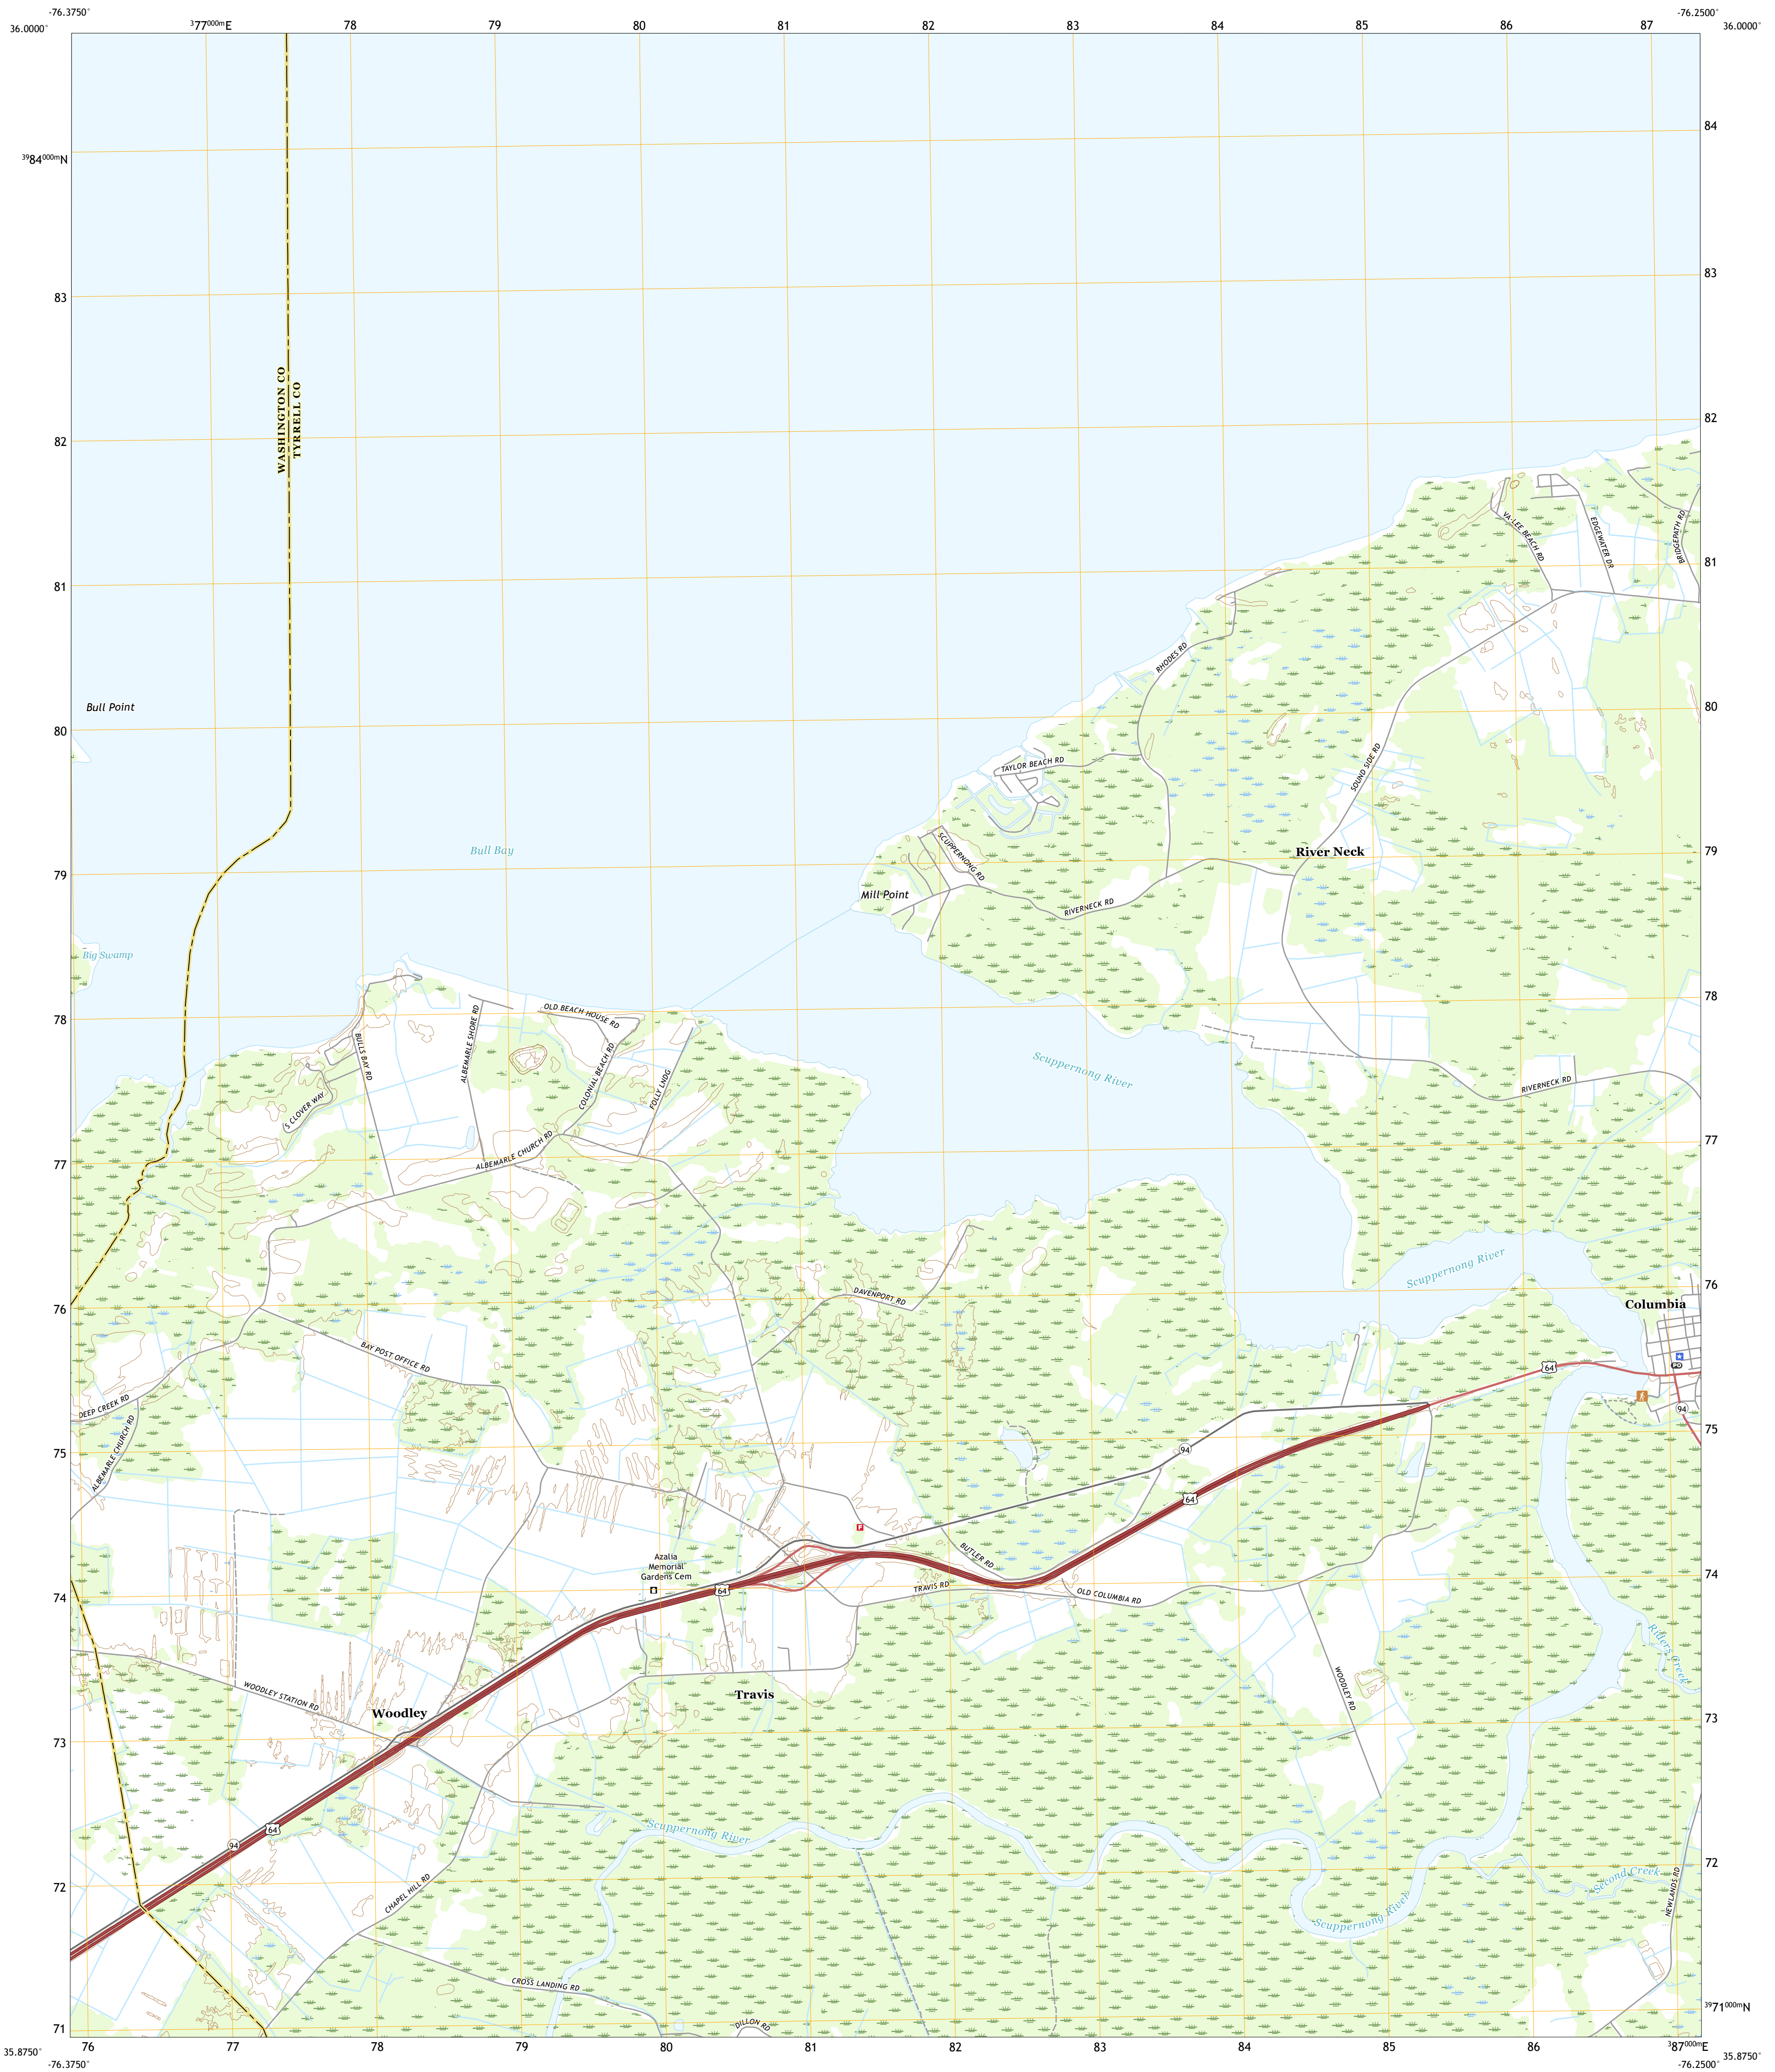 -76.3750°
-76.2500°
36.0000°
³77⁰⁰⁰ᵐE
78
79
80
81
82
83
84
85
86
87
36.0000°
84
³⁹84⁰⁰⁰ᵐN
83
83
WASHINGTON CO
TYRRELL CO
82
82
VA-LEE BEACH RD
EDGEWATER DR
BRIDGEPATH RD
81
81
RHODES RD
Bull Point
80
80
SOUND SIDE RD
TAYLOR BEACH RD
Bull Bay
SCUPPERNONG RD
River Neck
79
79
Mill Point
RIVERNECK RD
Big Swamp
78
78
OLD BEACH HOUSE RD
ALBEMARLE SHORE RD
BULLS BAY RD
COLONIAL BEACH RD
FOLLY LNDG
Scuppernong River
RIVERNECK RD
S CLOVER WAY
77
77
ALBEMARLE CHURCH RD
Scuppernong River
76
76
DAVENPORT RD
Columbia
BAY POST OFFICE RD
64
PO
DEEP CREEK RD
94
ALBEMARLE CHURCH RD
75
75
94
64
F
BUTLER RD
Azalia
Memorial
Gardens Cem
64
TRAVIS RD
OLD COLUMBIA RD
74
74
Riders Creek
WOODLEY RD
WOODLEY STATION RD
Travis
Woodley
73
73
Scuppernong River
64
94
72
72
Second Creek
CHAPEL HILL RD
Scuppernong River
NEWLANDS RD
CROSS LANDING RD
³⁹71⁰⁰⁰ᵐN
71
DILLON RD
35.8750°
76
77
78
79
80
81
82
83
84
85
86
³87⁰⁰⁰ᵐE
35.8750°
-76.3750°
-76.2500°